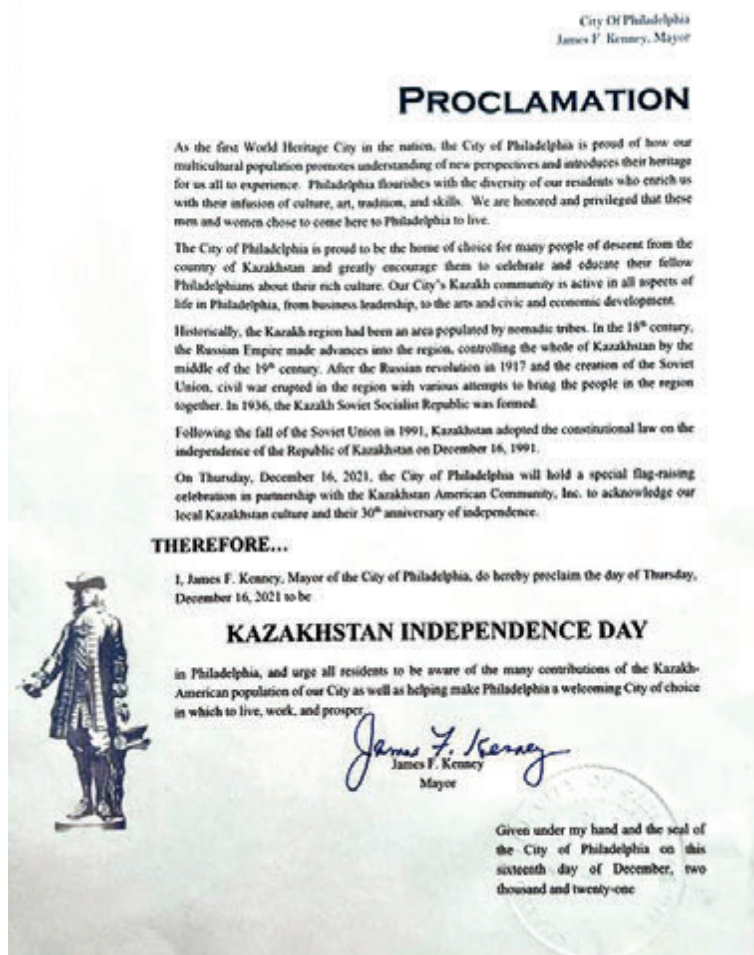 City Of Philadelphia
James F. Kenney, Mayor
PROCLAMATION
As the first World Heritage City in the nation, the City of Philadelphia is proud of how our
multicultural population promotes understanding of new perspectives and introduces their heritage
for us all to experience. Philadelphia flourishes with the diversity of our residents who enrich us
with their infusion of culture, art, tradition, and skills. We are honored and privileged that these
men and women chose to come here to Philadelphia to live.
The City of Philadelphia is proud to be the home of choice for many people of descent from the
country of Kazakhstan and greatly encourage them to celebrate and educate their fellow
Philadelphians about their rich culture. Our City's Kazakh community is active in all aspects of
life in Philadelphia, from business leadership, to the arts and civic and economic development.
Historically, the Kazakh region had been an area populated by nomadic tribes. In the 18th century,
the Russian Empire made advances into the region, controlling the whole of Kazakhstan by the
middle of the 19th century. After the Russian revolution in 1917 and the creation of the Soviet
Union, civil war erupted in the region with various attempts to bring the people in the region
together. In 1936, the Kazakh Soviet Socialist Republic was formed.
Following the fall of the Soviet Union in 1991, Kazakhstan adopted the constitutional law on the
independence of the Republic of Kazakhstan on December 16, 1991.
On Thursday, December 16, 2021, the City of Philadelphia will hold a special flag-raising
celebration in partnership with the Kazakhstan American Community, Inc. to acknowledge our
local Kazakhstan culture and their 30th anniversary of independence.
THEREFORE...
I, James F. Kenney, Mayor of the City of Philadelphia, do hereby proclaim the day of Thursday,
December 16, 2021 to be
KAZAKHSTAN INDEPENDENCE DAY
in Philadelphia, and urge all residents to be aware of the many contributions of the Kazakh-
American population of our City as well as helping make Philadelphia a welcoming City of choice
in which to live, work, and prosper.
James F. Kenney
James F. Kenney
Mayor
Given under my hand and the seal of
the City of Philadelphia on this
sixteenth day of December, two
thousand and twenty-one